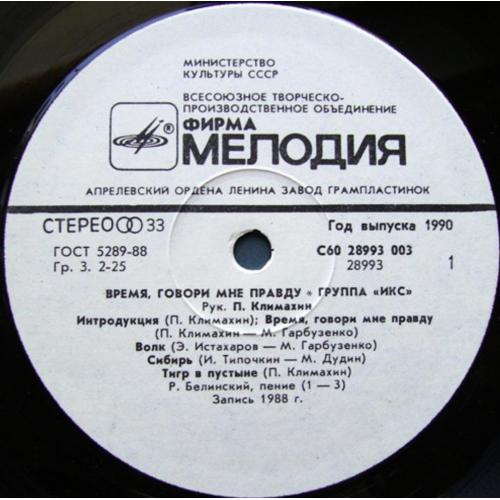 МИНИСТЕРСТВО
КУЛЬТУРЫ СССР
ВСЕСОЮЗНОЕ ТВОРЧЕСКО-
ПРОИЗВОДСТВЕННОЕ ОБЪЕДИНЕНИЕ
ФИРМА
® МЕЛОДИЯ
АПРЕЛЕВСКИЙ ОРДЕНА ЛЕНИНА ЗАВОД ГРАМПЛАСТИНОК
СТЕРЕО 33 Год выпуска 1990
ГОСТ 5289-88 С60 28993 003
Гр. 3. 2-25 28993 1
ВРЕМЯ, ГОВОРИ МНЕ ПРАВДУ * ГРУППА «ИКС»
Рук. П. Климахин
Интродукция (П. Климахин); Время, говори мне правду
(П. Климахин — М. Гарбузенко)
Волк (Э. Истахаров — М. Гарбузенко)
Сибирь (И. Типочкин — М. Дудин)
Тигр в пустыне (П. Климахин)
Р. Белинский, пение (1 — 3)
Запись 1988 г.